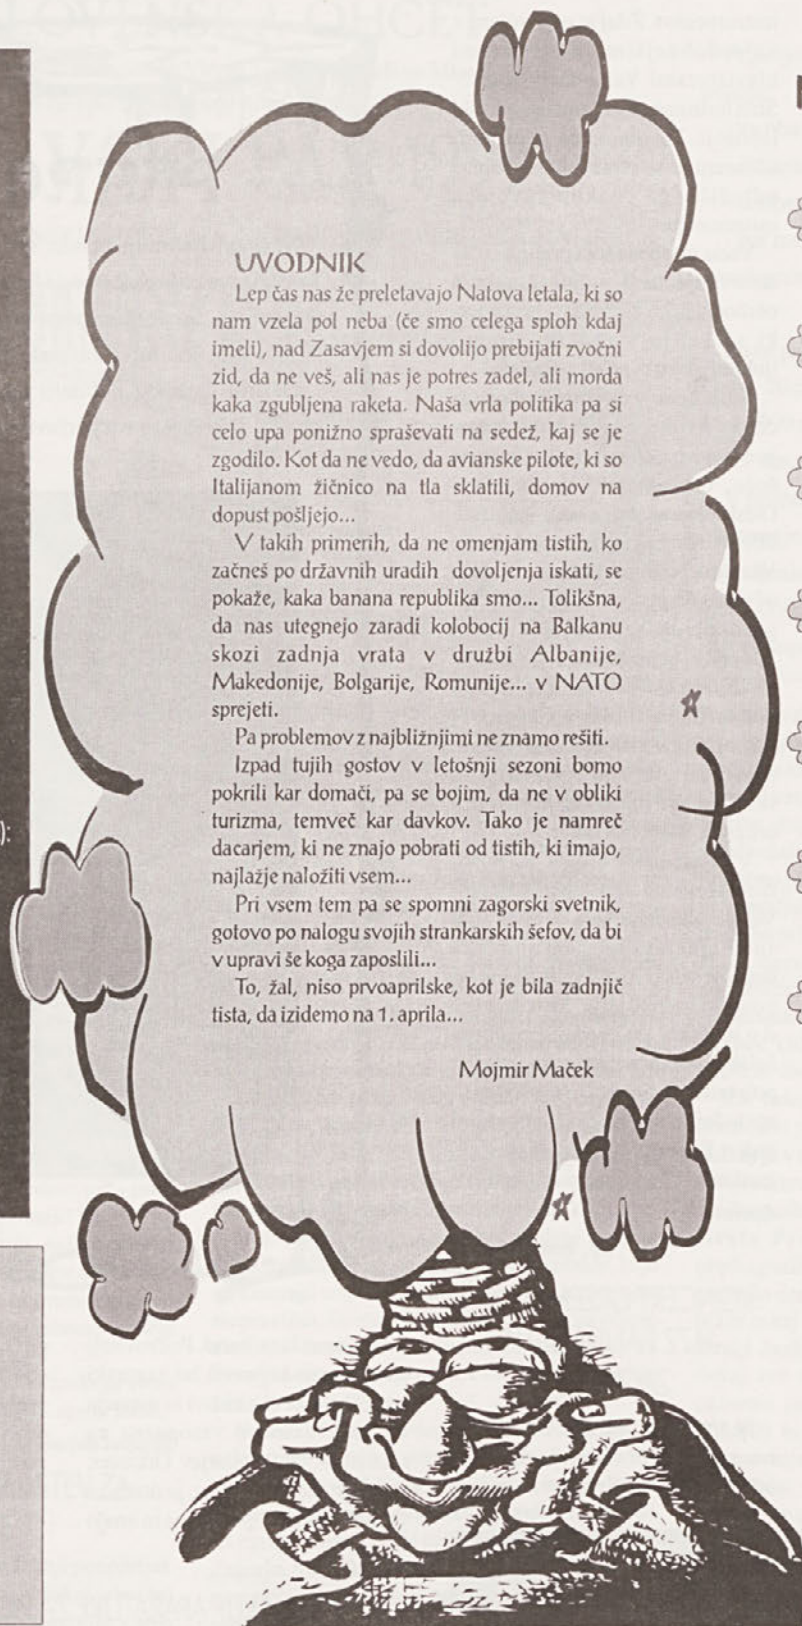 UVODNIK
Lep čas nas že preletavajo Natova letala, ki so
nam vzela pol neba (če smo celega sploh kdaj
imeli), nad Zasavjem si dovolijo prebijati zvočni
zid, da ne veš, ali nas je potres zadel, ali morda
kaka zgubljena raketa. Naša vrla politika pa si
celo upa ponižno spraševati na sedež, kaj se je
zgodilo. Kot da ne vedo, da avianske pilote, ki so
Italijanom žičnico na tla sklatili, domov na
dopust pošljejo...
V takih primerih, da ne omenjam tistih, ko
začneš po državnih uradih dovoljenja iskati, se
pokaže, kaka banana republika smo... Tolikšna,
da nas utegnejo zaradi kolobocij na Balkanu
skozi zadnja vrata v družbi Albanije,
Makedonije, Bolgarije, Romunije... v NATO
sprejeti.
Pa problemov z najbližnjimi ne znamo rešiti.
Izpad tujih gostov v letošnji sezoni bomo
pokrili kar domači, pa se bojim, da ne v obliki
turizma, temveč kar davkov. Tako je namreč
dacarjem, ki ne znajo pobrati od tistih, ki imajo,
najlažje naložiti vsem...
Pri vsem tem pa se spomni zagorski svetnik,
gotovo po nalogu svojih strankarskih šefov, da bi
v upravi še koga zaposlili...
To, žal, niso prvoaprilske, kot je bila zadnjič
tista, da izidemo na 1. aprila...
Mojmir Maček
):